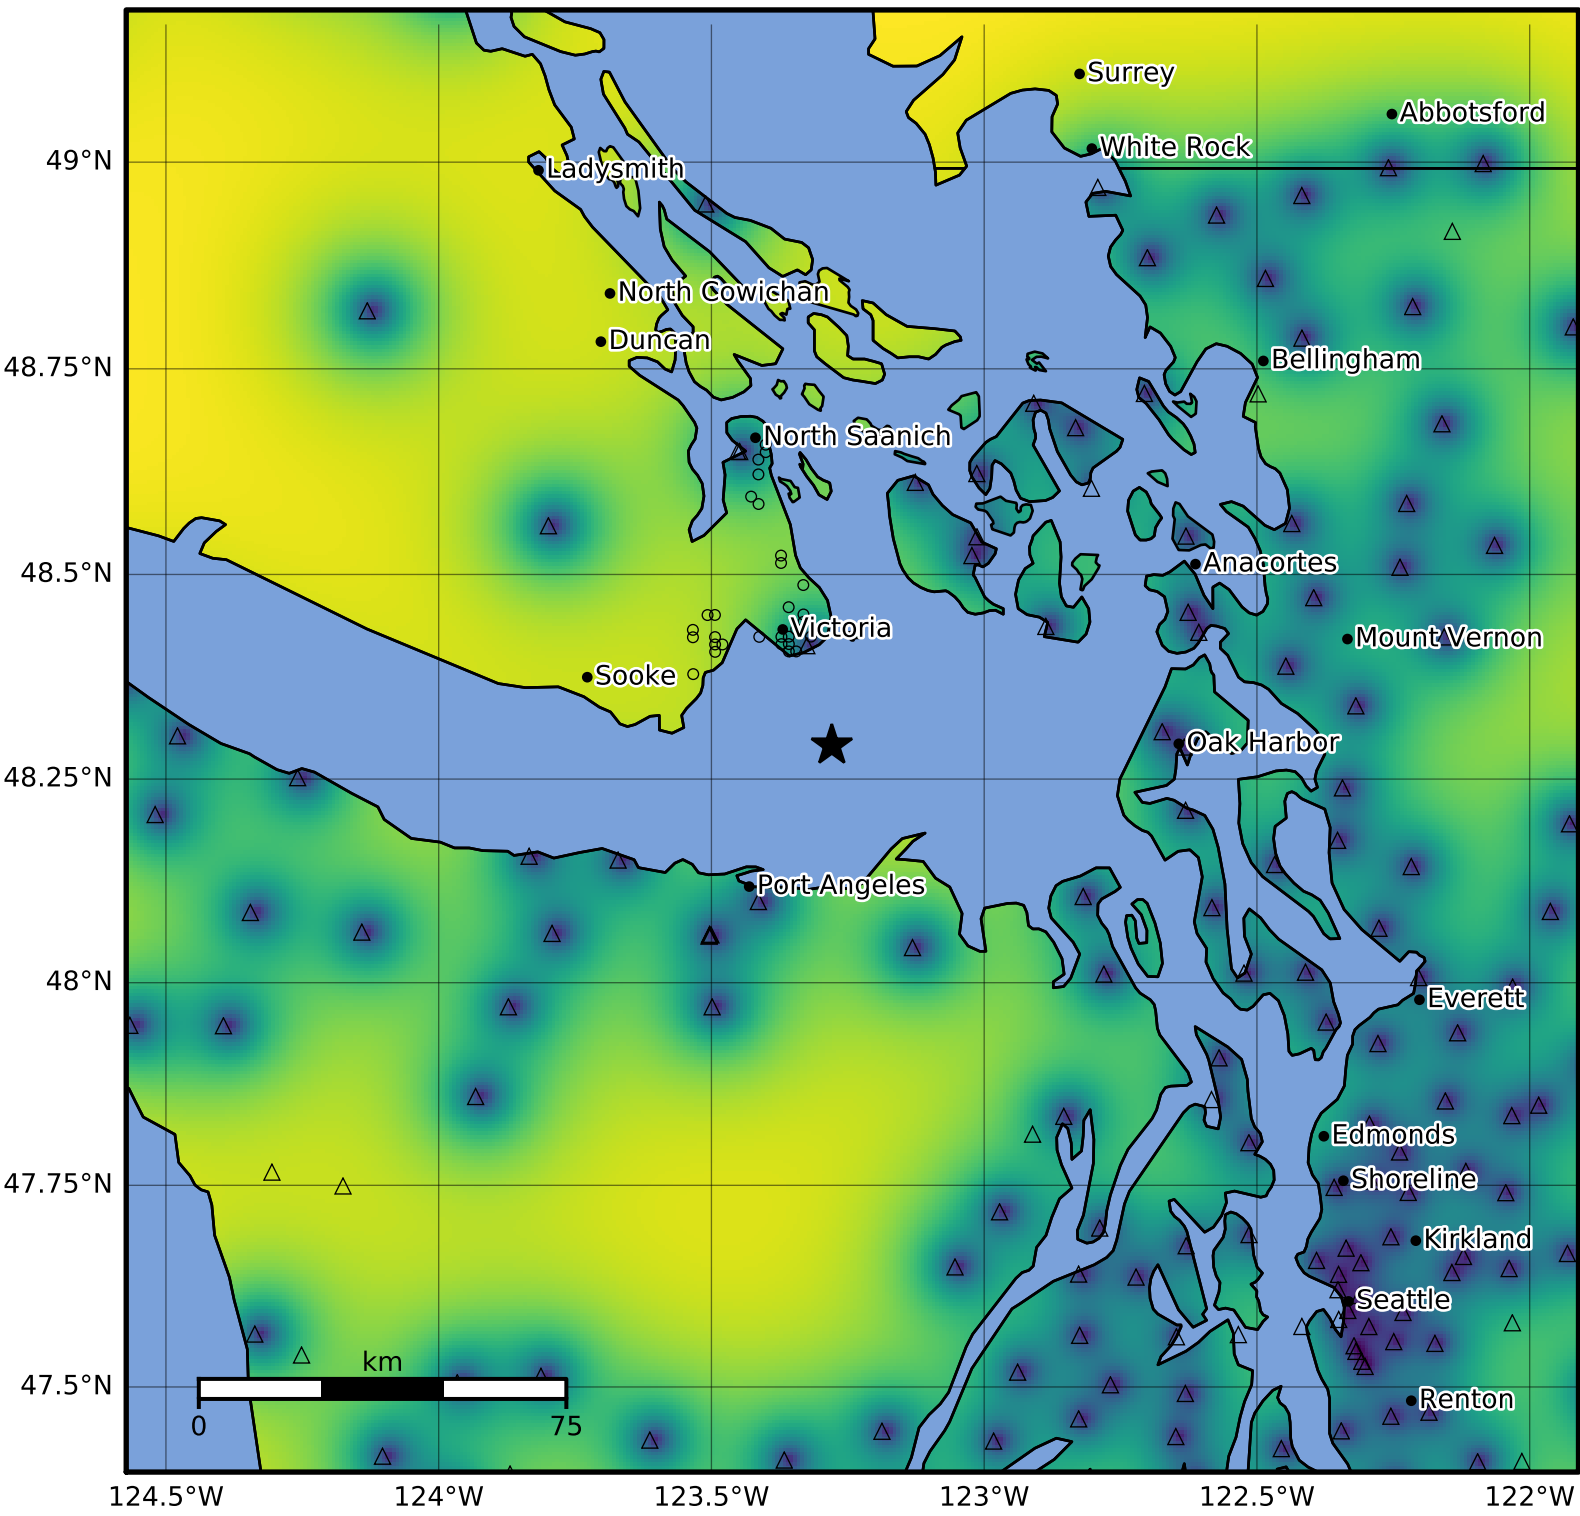 Surrey
Abbotsford
White Rock
49°N
Ladysmith
North Cowichan
Duncan
Bellingham
48.75°N
North Saanich
Anacortes
48.5°N
Victoria
Mount Vernon
Sooke
Oak Harbor
48.25°N
Port Angeles
48°N
Everett
Edmonds
Shoreline
47.75°N
Kirkland
Seattle
km
47.5°N
Renton
0 75
124.5°W 124°W 123.5°W 123°W 122.5°W 122°W